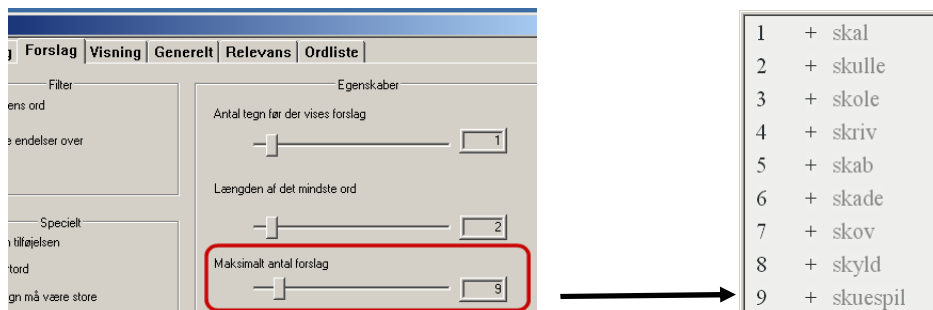 Forslag Visning Generelt Relevans Ordliste
Filter
ens ord
endelser over
Specielt
tilføjelsen
tord
gn må være store
Egenskaber
Antal tegn før der vises forslag
1
Længden af det mindste ord
2
Maksimalt antal forslag
9
1 + skal
2 + skulle
3 + skole
4 + skriv
5 + skab
6 + skade
7 + skov
8 + skyld
9 + skuespil